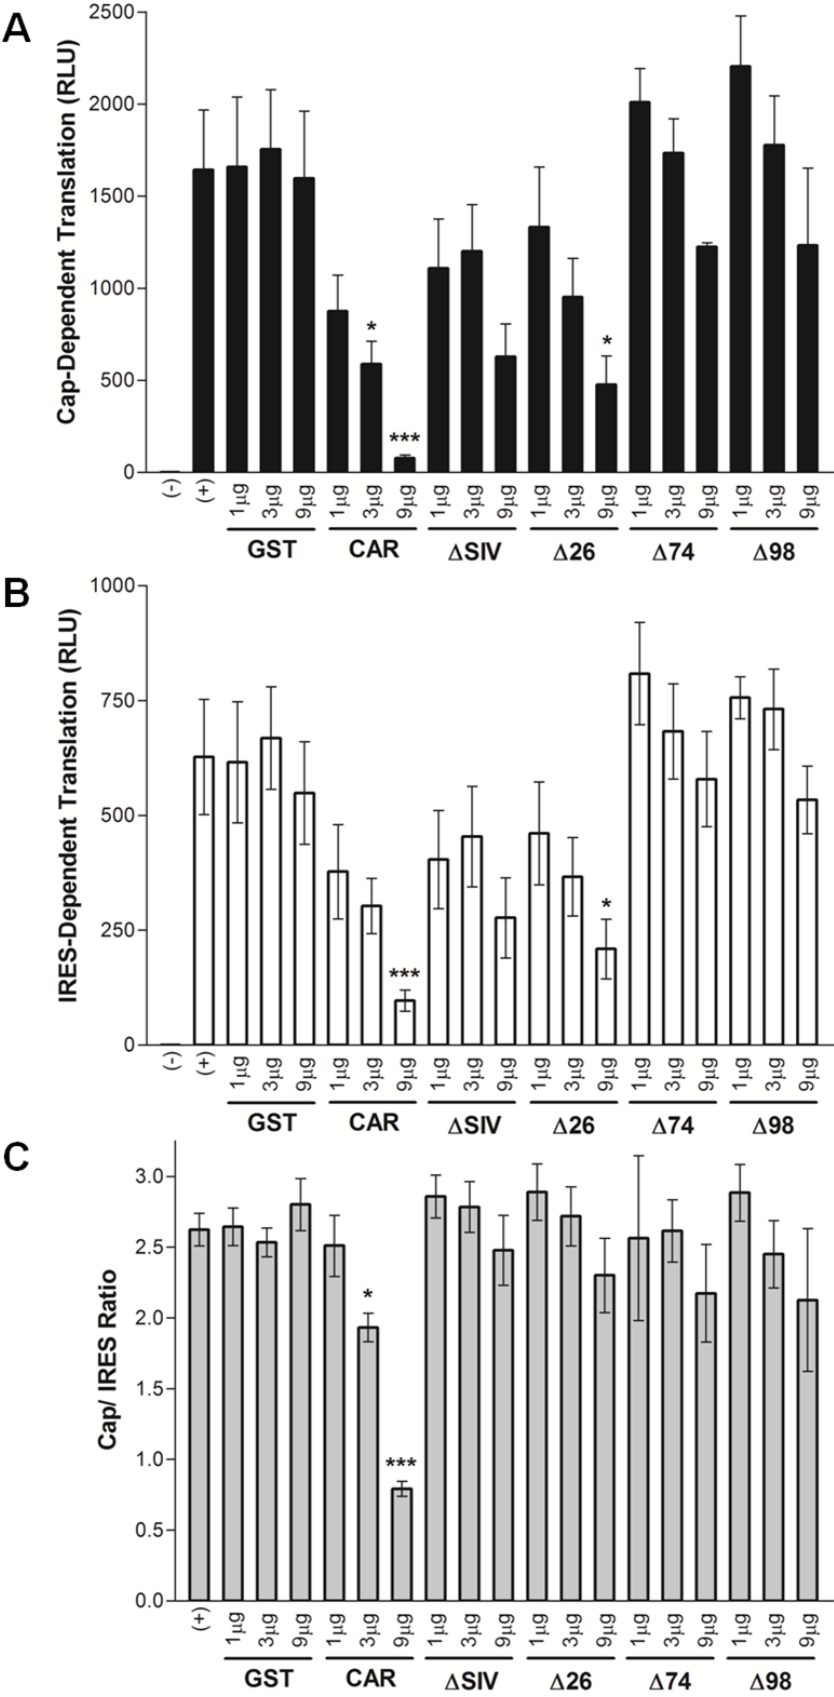 A
Cap-Dependent Translation (RLU)
2500
2000
1500
1000
500
0
*
***
*
(-) (+) 1µg 3µg 9µg 1µg 3µg 9µg 1µg 3µg 9µg 1µg 3µg 9µg 1µg 3µg 9µg 1µg 3µg 9µg
GST CAR ΔSIV Δ26 Δ74 Δ98
B
IRES-Dependent Translation (RLU)
1000
750
500
250
0
***
*
(-) (+) 1µg 3µg 9µg 1µg 3µg 9µg 1µg 3µg 9µg 1µg 3µg 9µg 1µg 3µg 9µg 1µg 3µg 9µg
GST CAR ΔSIV Δ26 Δ74 Δ98
C
Cap/ IRES Ratio
3.0
2.5
2.0
1.5
1.0
0.5
0.0
*
***
(+) 1µg 3µg 9µg 1µg 3µg 9µg 1µg 3µg 9µg 1µg 3µg 9µg 1µg 3µg 9µg 1µg 3µg 9µg
GST CAR ΔSIV Δ26 Δ74 Δ98